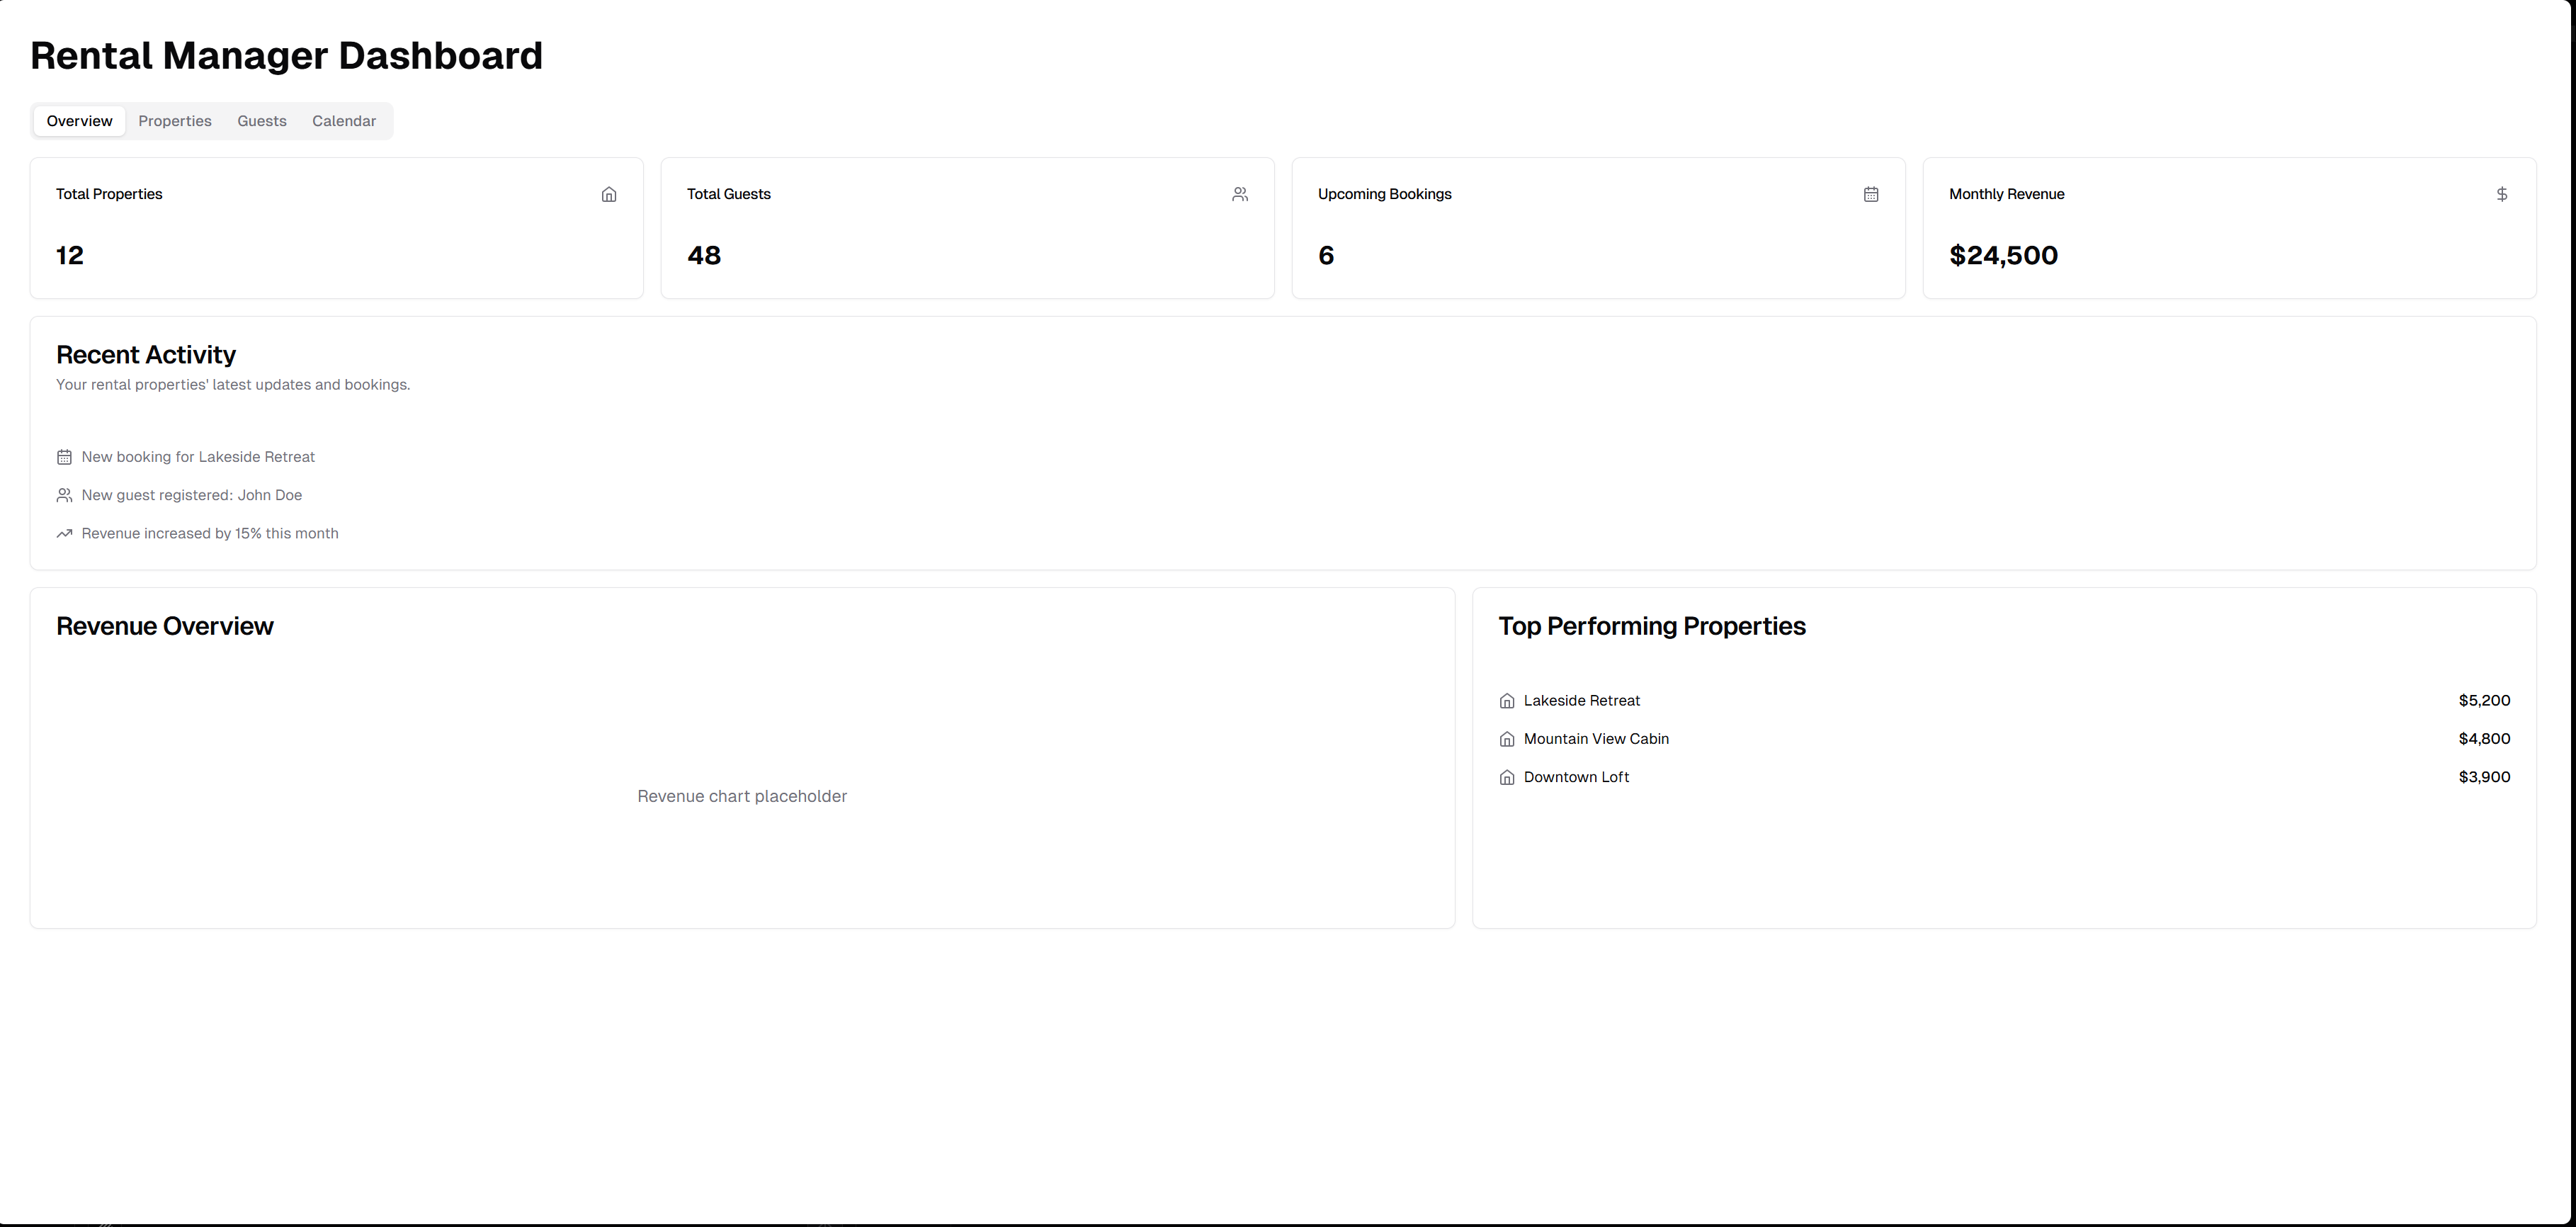 Rental Manager Dashboard
Overview Properties Guests Calendar
Total Properties
12
Total Guests
48
Upcoming Bookings
6
Monthly Revenue
$24,500
Recent Activity
Your rental properties' latest updates and bookings.
New booking for Lakeside Retreat
New guest registered: John Doe
Revenue increased by 15% this month
Revenue Overview
Revenue chart placeholder
Top Performing Properties
Lakeside Retreat $5,200
Mountain View Cabin $4,800
Downtown Loft $3,900